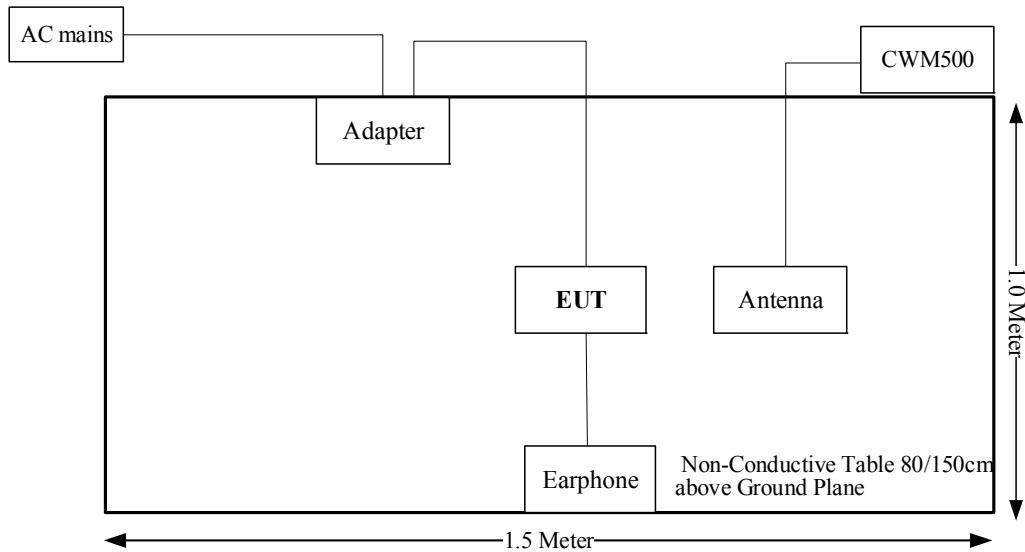 AC mains
CWM500
Adapter
EUT
Antenna
1.0 Meter
Earphone
Non-Conductive Table 80/150cm
above Ground Plane
1.5 Meter